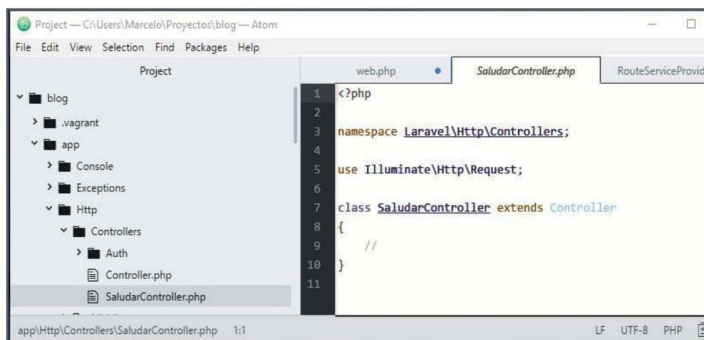 Project — C:\Users\Marcelo\Proyectos\blog — Atom
File Edit View Selection Find Packages Help
Project
blog
.vagrant
app
Console
Exceptions
Http
Controllers
Auth
Controller.php
SaludarController.php
web.php SaludarController.php RouteServiceProvid
1 <?php
2
3 namespace Laravel\Http\Controllers;
4
5 use Illuminate\Http\Request;
6
7 class SaludarController extends Controller
8 {
9 //
10 }
11
app\Http\Controllers\SaludarController.php 1:1 LF UTF-8 PHP